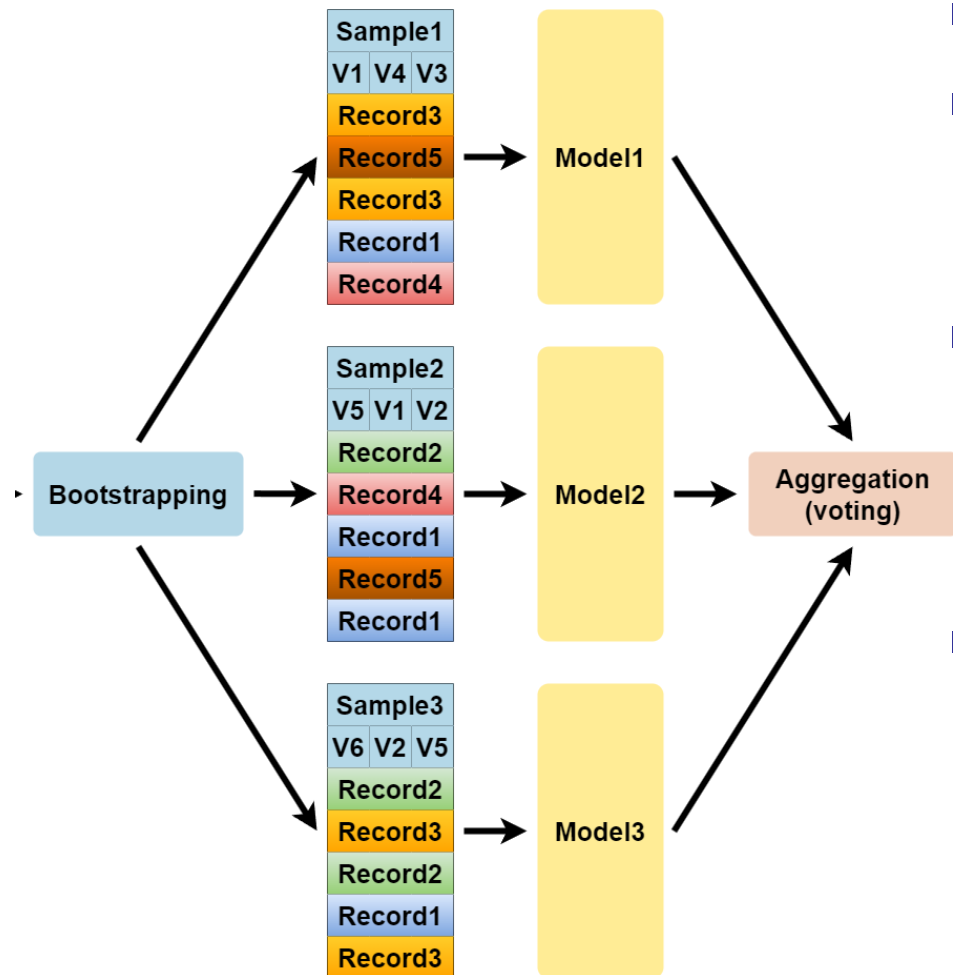 Sample1
V1 V4 V3
Record3
Record5
Record3
Record1
Record4
Model1
Sample2
V5 V1 V2
Record2
Record4
Record1
Record5
Record1
Bootstrapping
Model2
Aggregation
(voting)
Sample3
V6 V2 V5
Record2
Record3
Record2
Record1
Record3
Model3